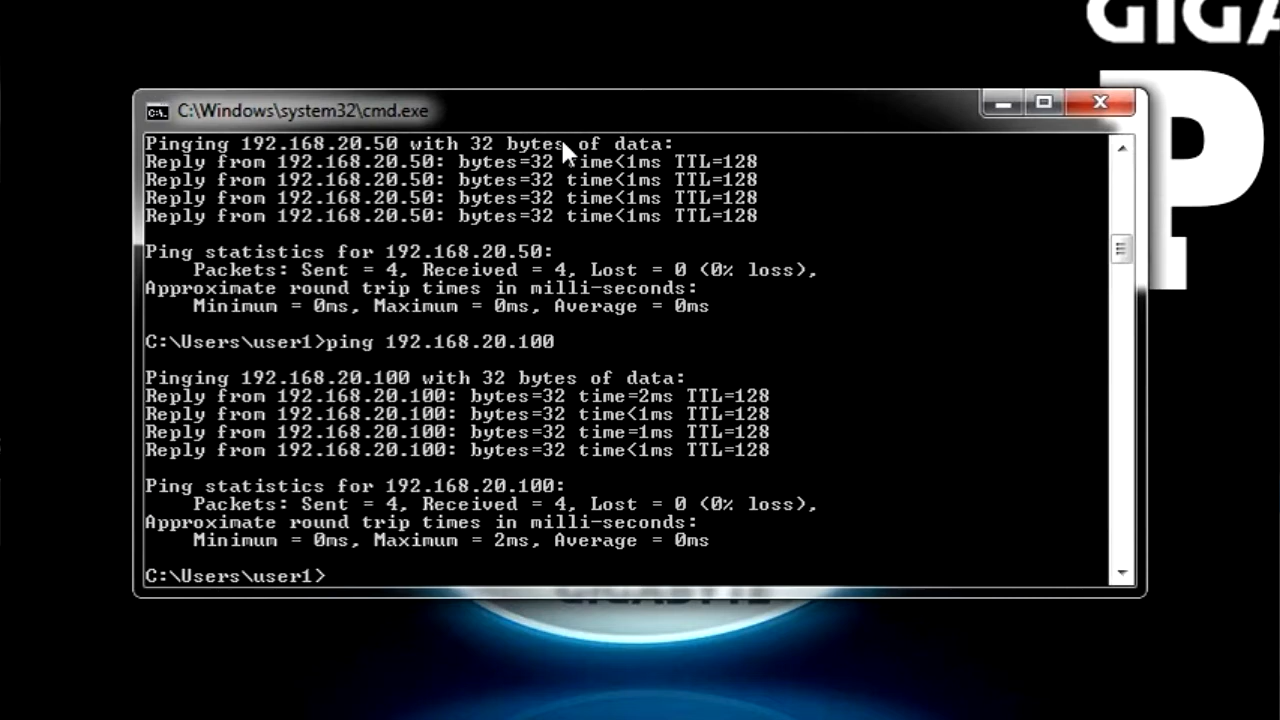 GIGA
P
C:\Windows\system32\cmd.exe
Pinging 192.168.20.50 with 32 bytes of data:
Reply from 192.168.20.50: bytes=32 time<1ms TTL=128
Reply from 192.168.20.50: bytes=32 time<1ms TTL=128
Reply from 192.168.20.50: bytes=32 time<1ms TTL=128
Reply from 192.168.20.50: bytes=32 time<1ms TTL=128
Ping statistics for 192.168.20.50:
Packets: Sent = 4, Received = 4, Lost = 0 (0% loss),
Approximate round trip times in milli-seconds:
Minimum = 0ms, Maximum = 0ms, Average = 0ms
C:\Users\user1>ping 192.168.20.100
Pinging 192.168.20.100 with 32 bytes of data:
Reply from 192.168.20.100: bytes=32 time=2ms TTL=128
Reply from 192.168.20.100: bytes=32 time<1ms TTL=128
Reply from 192.168.20.100: bytes=32 time=1ms TTL=128
Reply from 192.168.20.100: bytes=32 time<1ms TTL=128
Ping statistics for 192.168.20.100:
Packets: Sent = 4, Received = 4, Lost = 0 (0% loss),
Approximate round trip times in milli-seconds:
Minimum = 0ms, Maximum = 2ms, Average = 0ms
C:\Users\user1>